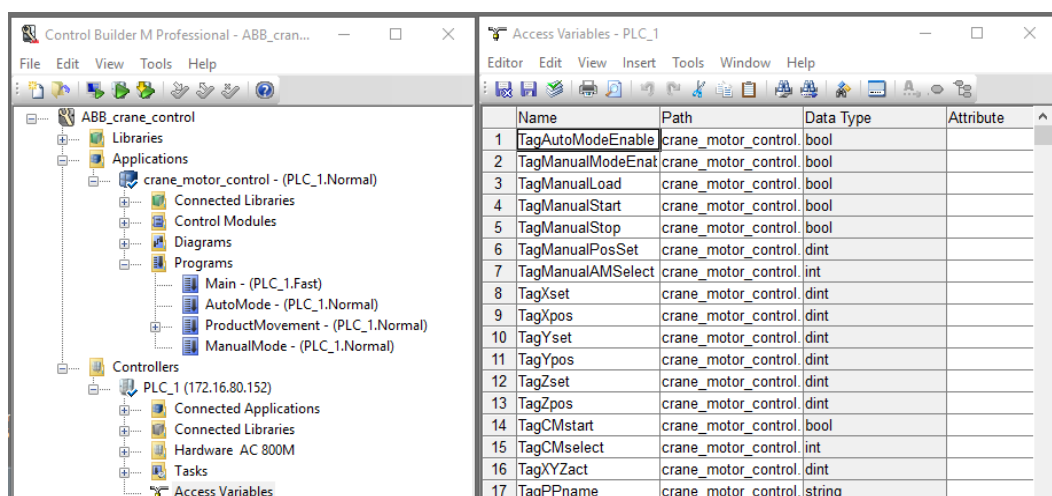 Control Builder M Professional - ABB_cran...
File Edit View Tools Help
ABB_crane_control
Libraries
Applications
crane_motor_control - (PLC_1.Normal)
Connected Libraries
Control Modules
Diagrams
Programs
Main - (PLC_1.Fast)
AutoMode - (PLC_1.Normal)
ProductMovement - (PLC_1.Normal)
ManualMode - (PLC_1.Normal)
Controllers
PLC_1 (172.16.80.152)
Connected Applications
Connected Libraries
Hardware AC 800M
Tasks
Access Variables
Access Variables - PLC_1
Editor Edit View Insert Tools Window Help
Name Path Data Type Attribute
1 TagAutoModeEnable crane_motor_control. bool
2 TagManualModeEnat crane_motor_control. bool
3 TagManualLoad crane_motor_control. bool
4 TagManualStart crane_motor_control. bool
5 TagManualStop crane_motor_control. bool
6 TagManualPosSet crane_motor_control. dint
7 TagManualAMSelect crane_motor_control. int
8 TagXset crane_motor_control. dint
9 TagXpos crane_motor_control. dint
10 TagYset crane_motor_control. dint
11 TagYpos crane_motor_control. dint
12 TagZset crane_motor_control. dint
13 TagZpos crane_motor_control. dint
14 TagCMstart crane_motor_control. bool
15 TagCMselect crane_motor_control. int
16 TagXYZact crane_motor_control. dint
17 TagPPname crane_motor_control. string